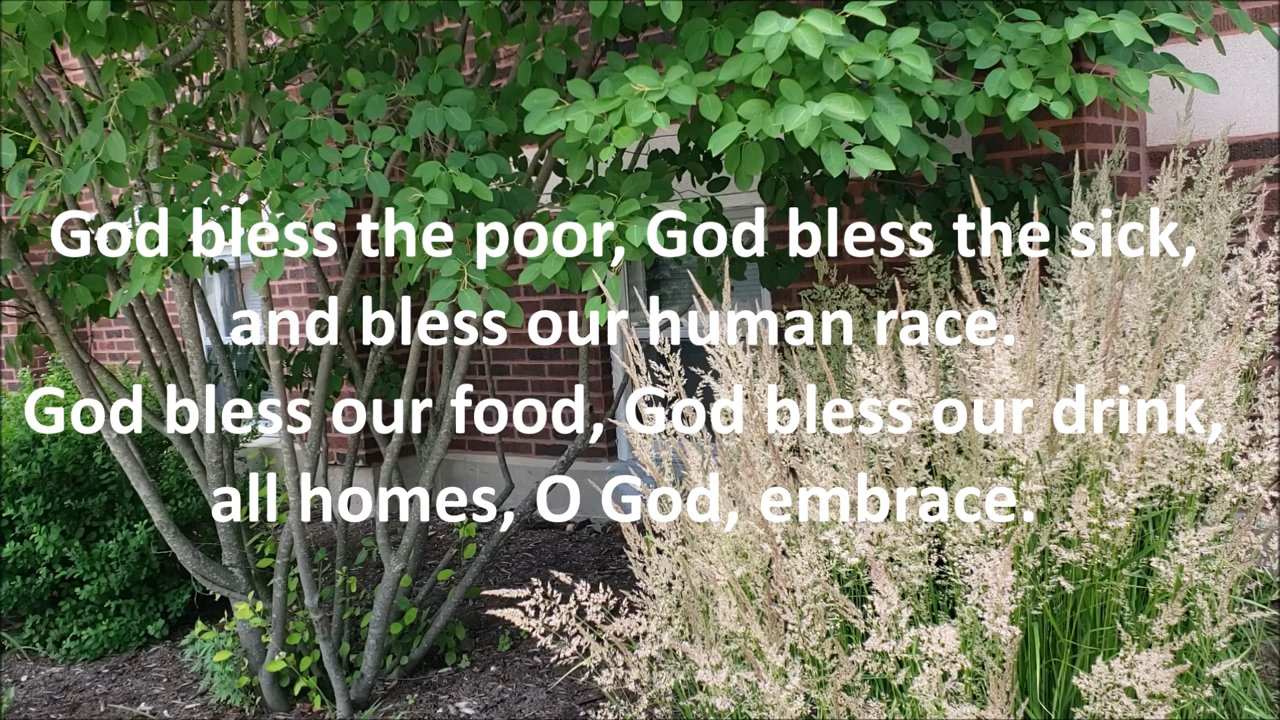 God bless the poor, God bless the sick,
and bless our human race.
God bless our food, God bless our drink,
all homes, O God, embrace.